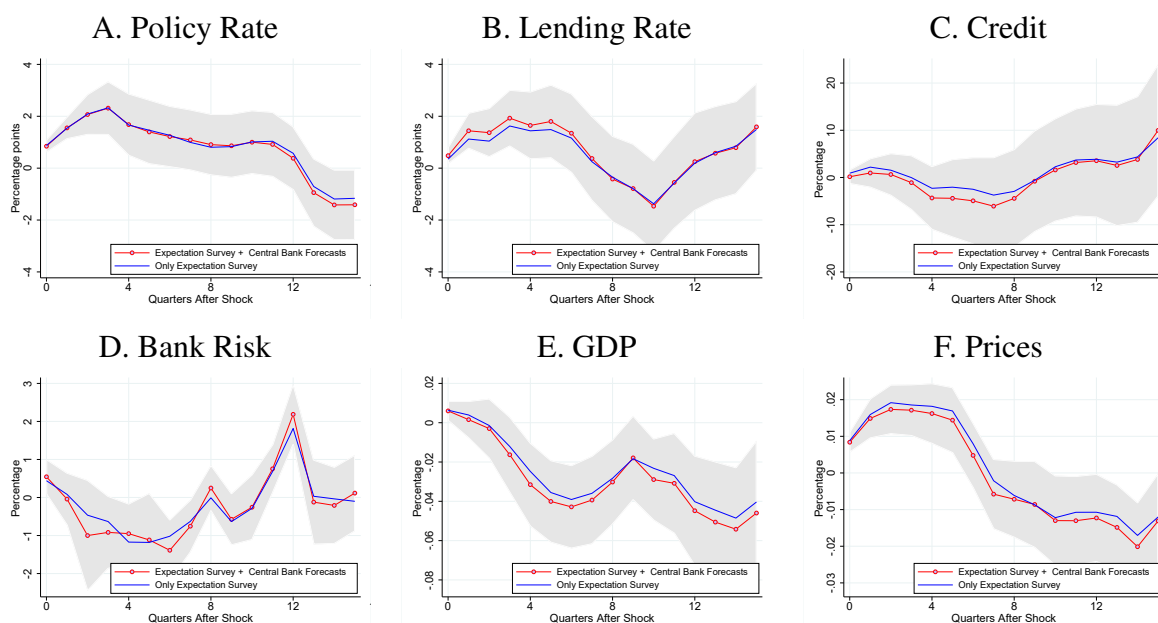 A. Policy Rate
Percentage points
4
2
0
-2
-4
Expectation Survey + Central Bank Forecasts
Only Expectation Survey
0 4 8 12
Quarters After Shock
B. Lending Rate
Percentage points
4
2
0
-2
-4
Expectation Survey + Central Bank Forecasts
Only Expectation Survey
0 4 8 12
Quarters After Shock
C. Credit
Percentage
20
10
0
-10
-20
Expectation Survey + Central Bank Forecasts
Only Expectation Survey
0 4 8 12
Quarters After Shock
D. Bank Risk
Percentage
3
2
1
0
-1
-2
Expectation Survey + Central Bank Forecasts
Only Expectation Survey
0 4 8 12
Quarters After Shock
E. GDP
Percentage
.02
0
-.02
-.04
-.06
-.08
Expectation Survey + Central Bank Forecasts
Only Expectation Survey
0 4 8 12
Quarters After Shock
F. Prices
Percentage
.02
.01
0
-.01
-.02
-.03
Expectation Survey + Central Bank Forecasts
Only Expectation Survey
0 4 8 12
Quarters After Shock